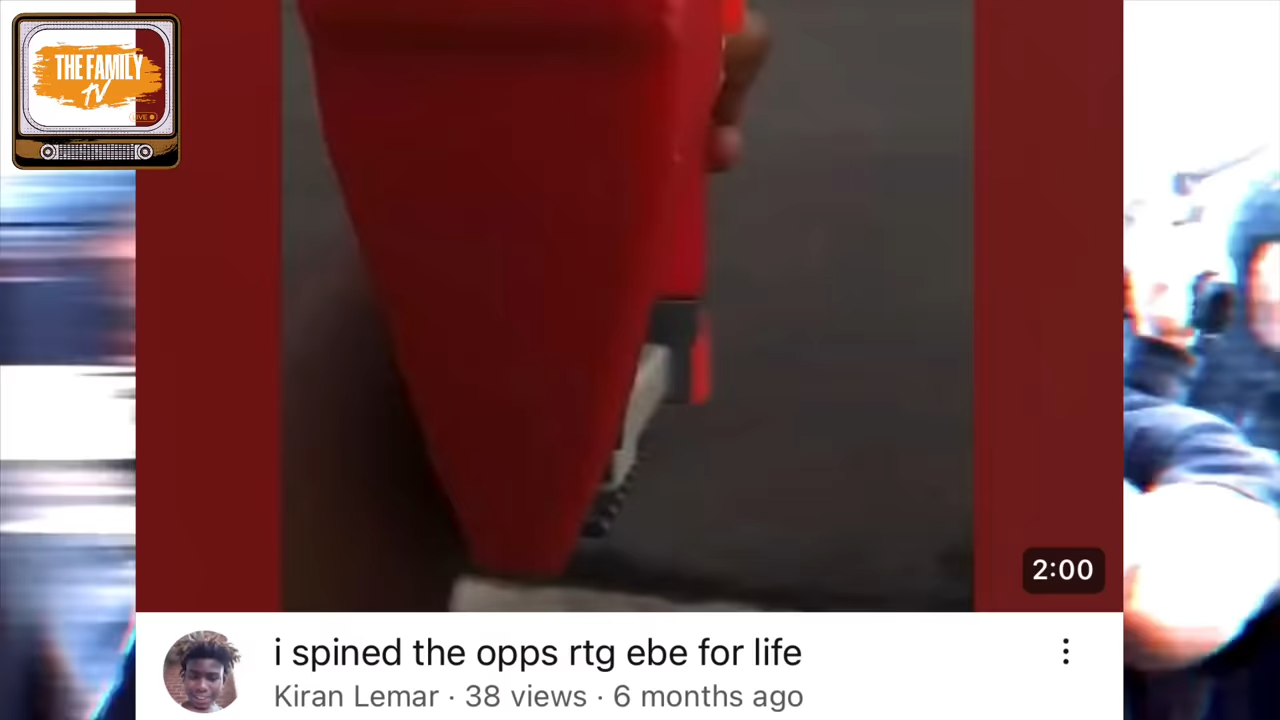 THE FAMILY
TV
LIVE
2:00
i spined the opps rtg ebe for life
Kiran Lemar · 38 views · 6 months ago